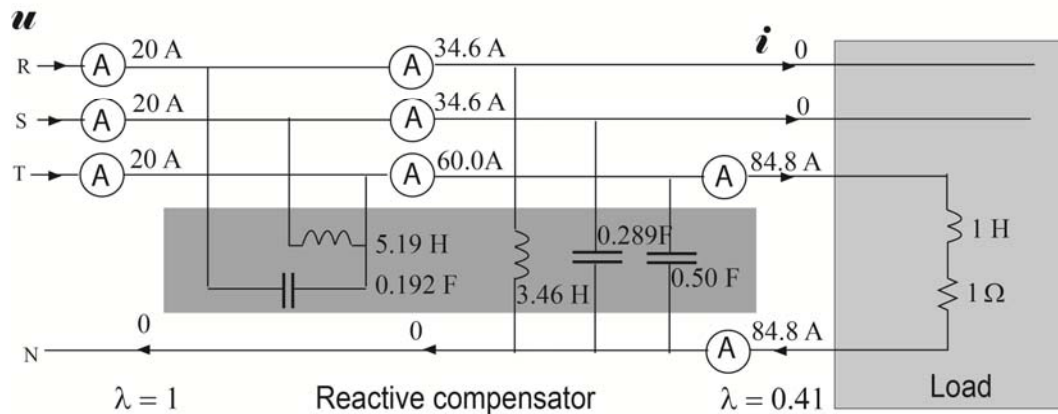 u
R A 20 A A 34.6 A i 0
S A 20 A A 34.6 A 0
T A 20 A A 60.0A A 84.8 A
5.19 H 0.289F 1 H
0.192 F 3.46 H 0.50 F 1 Ω
N 0 0 A 84.8 A
λ = 1 Reactive compensator λ = 0.41 Load